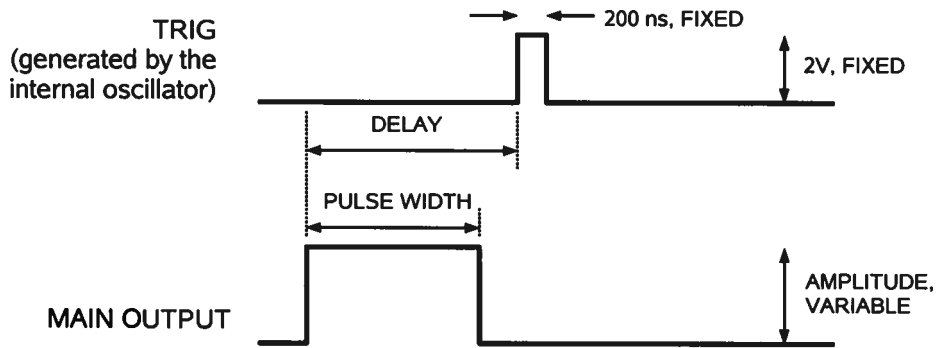 TRIG
(generated by the
internal oscillator)
200 ns, FIXED
2V, FIXED
DELAY
PULSE WIDTH
MAIN OUTPUT
AMPLITUDE,
VARIABLE